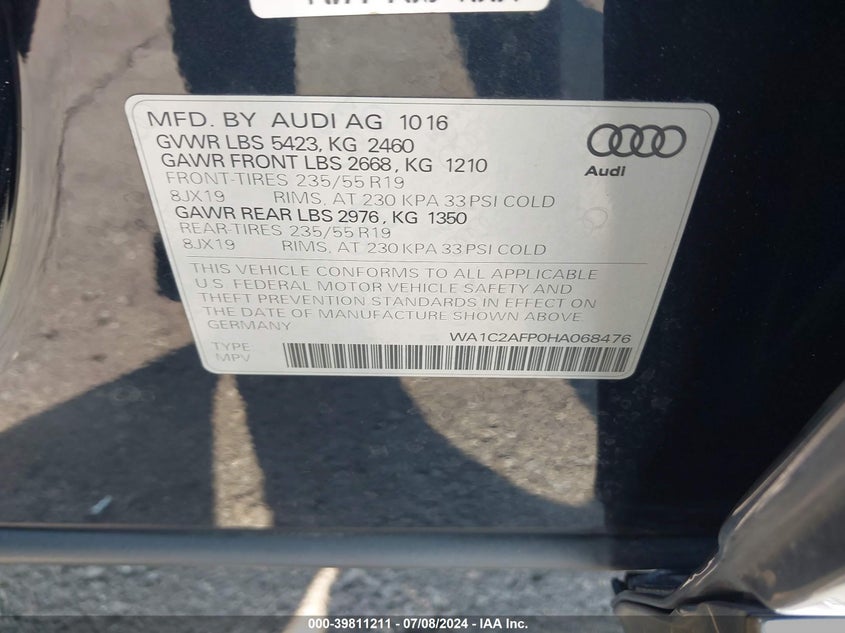 MFD. BY AUDI AG 1016
GVWR LBS 5423, KG 2460
GAWR FRONT LBS 2668, KG 1210
FRONT-TIRES 235/55 R19
8JX19 RIMS, AT 230 KPA 33 PSI COLD
GAWR REAR LBS 2976, KG 1350
REAR-TIRES 235/55 R19
8JX19 RIMS, AT 230 KPA 33 PSI COLD
Audi
THIS VEHICLE CONFORMS TO ALL APPLICABLE
U.S. FEDERAL MOTOR VEHICLE SAFETY AND
THEFT PREVENTION STANDARDS IN EFFECT ON
THE DATE OF MANUFACTURE SHOWN ABOVE
GERMANY
WA1C2AFP0HA068476
TYPE
MPV
000-39811211 - 07/08/2024 - IAA Inc.